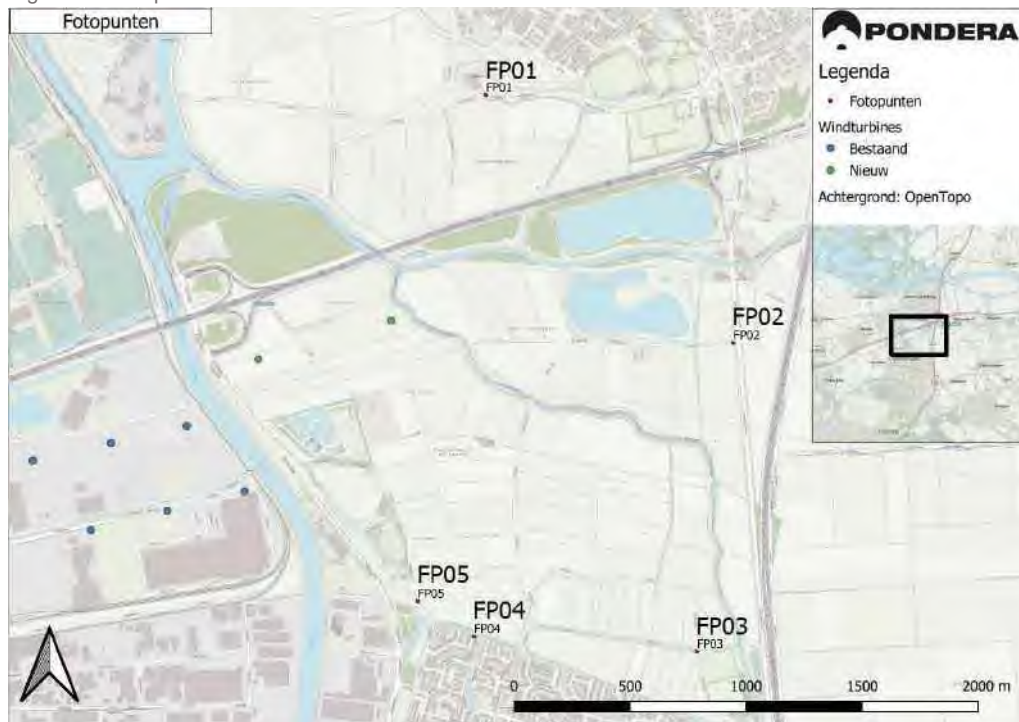 Fotopunten
FP01
FP01
FP02
FP02
FP05
FP05
FP04
FP04
FP03
FP03
0 500 1000 1500 2000 m
PONDERA
Legenda
Fotopunten
Windturbines
Bestaand
Nieuw
Achtergrond: OpenTopo